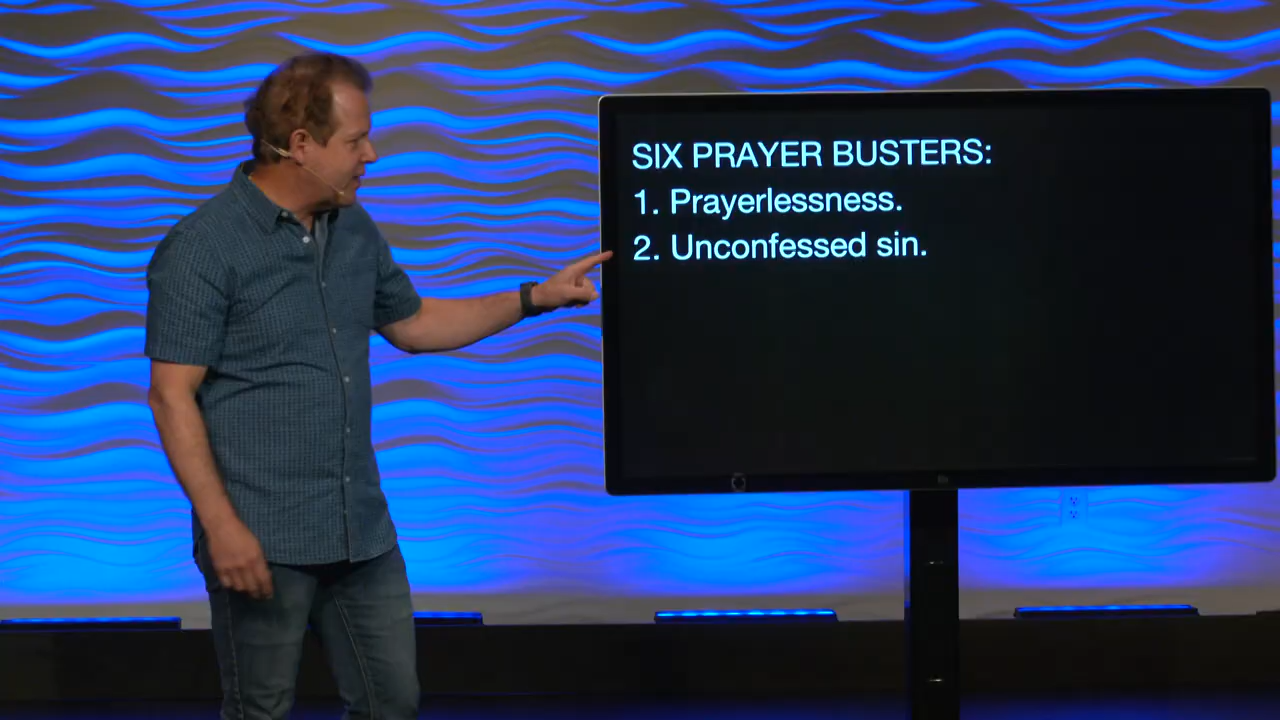 SIX PRAYER BUSTERS:
1. Prayerlessness.
2. Unconfessed sin.